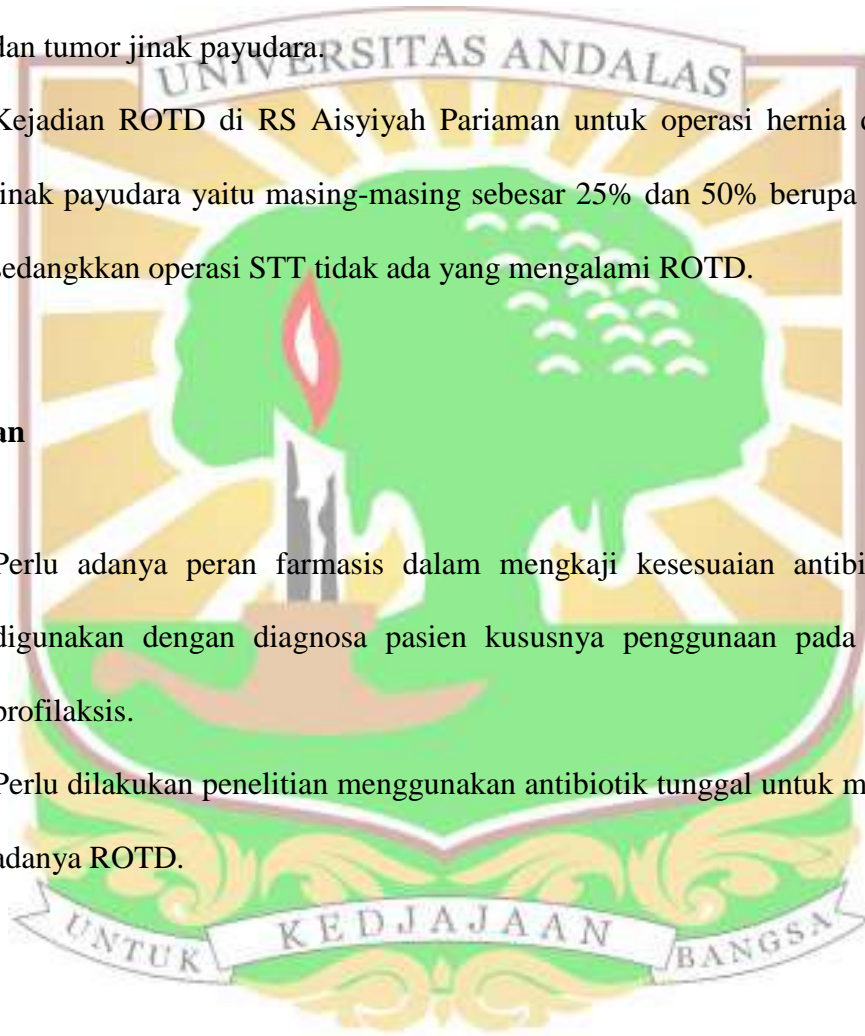 dan tumor jinak payudara.
UNIVERSITAS ANDALAS
Kejadian ROTD di RS Aisyiyah Pariaman untuk operasi hernia
jinak payudara yaitu masing-masing sebesar 25% dan 50% berupa
sedangkkan operasi STT tidak ada yang mengalami ROTD.
an
Perlu adanya peran farmasis dalam mengkaji kesesuaian antibi
digunakan dengan diagnosa pasien kususnya penggunaan pada
profilaksis.
Perlu dilakukan penelitian menggunakan antibiotik tunggal untuk m
adanya ROTD.
UNTUK KEDJAJAAN BANGSA